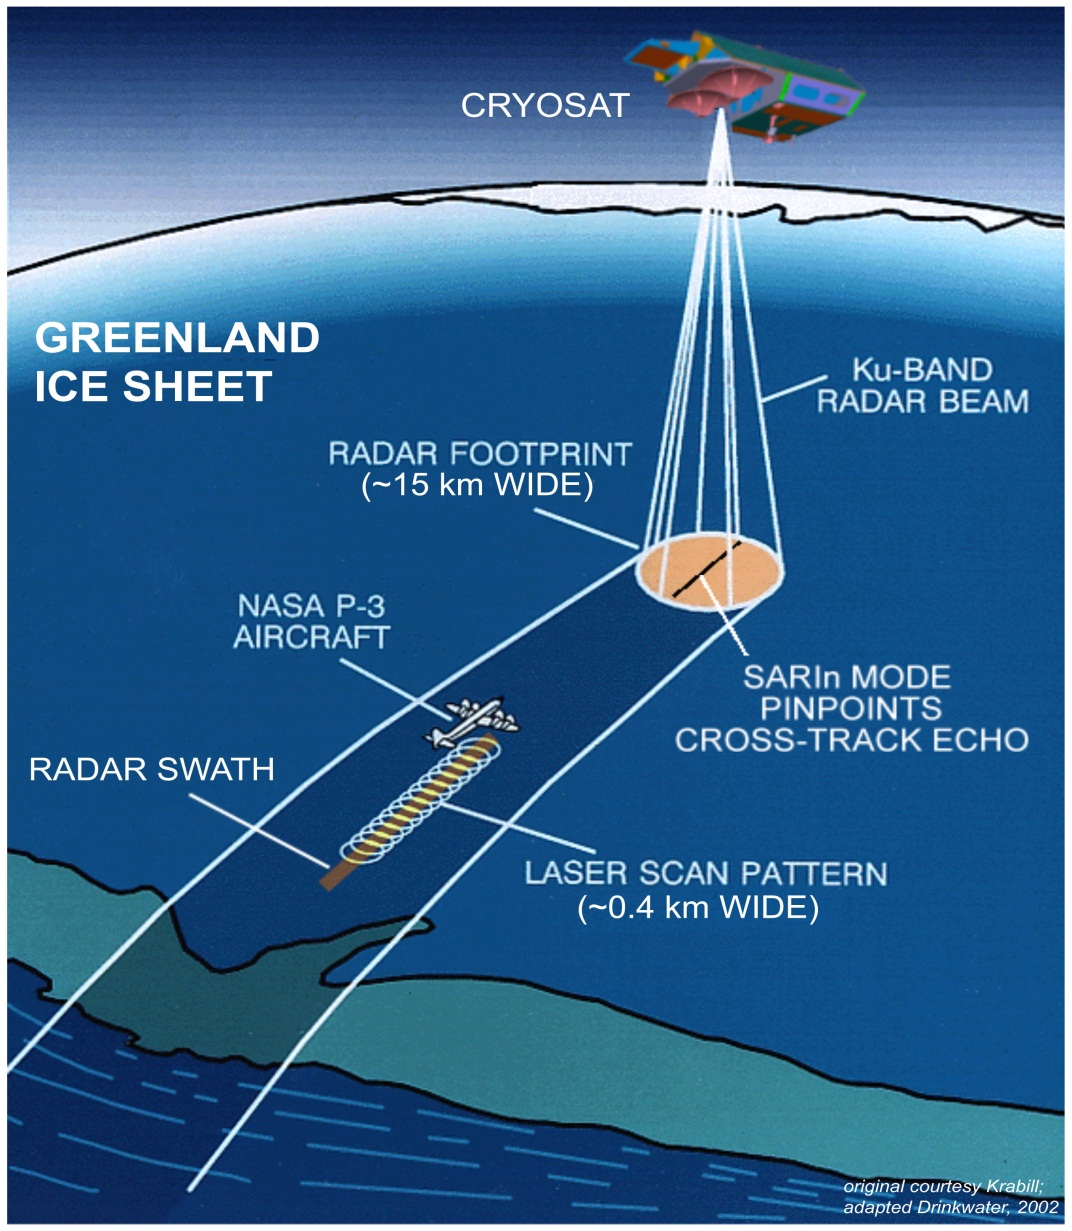 CRYOSAT
GREENLAND
ICE SHEET
Ku-BAND
RADAR BEAM
RADAR FOOTPRINT
(~15 km WIDE)
NASA P-3
AIRCRAFT
SARIn MODE
PINPOINTS
CROSS-TRACK ECHO
RADAR SWATH
LASER SCAN PATTERN
(~0.4 km WIDE)
original courtesy Krabill;
adapted Drinkwater, 2002